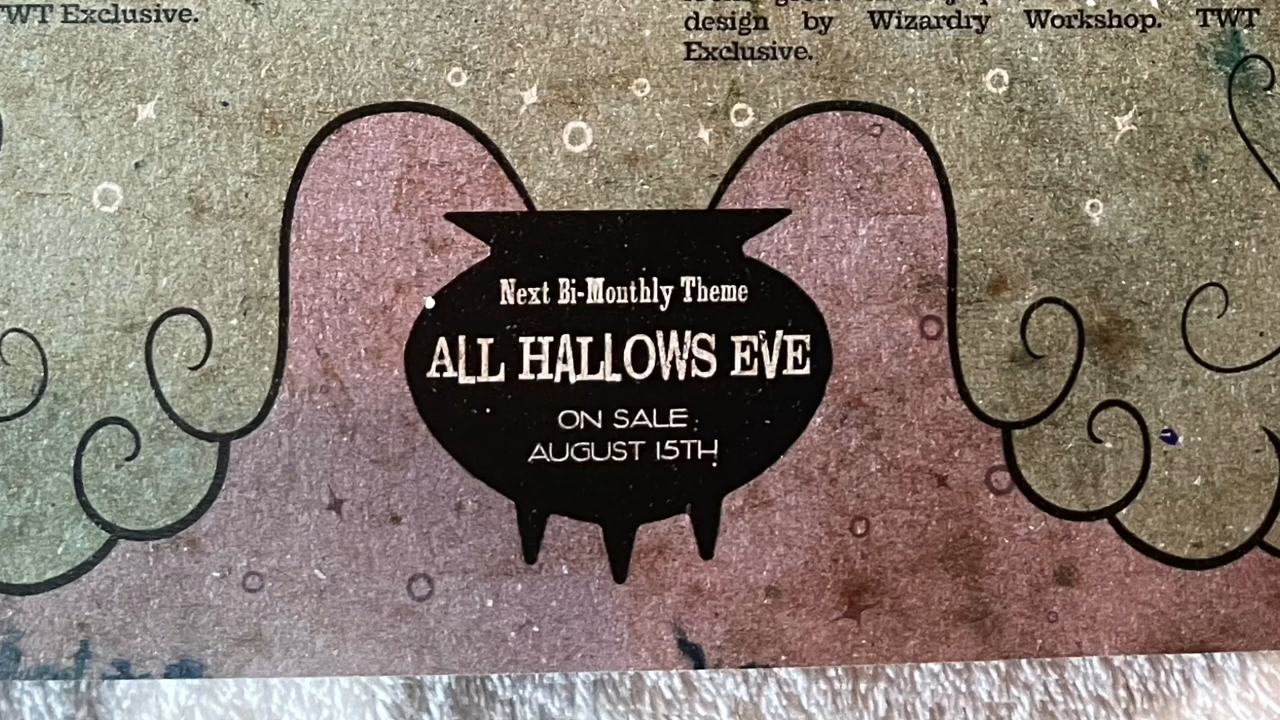 TWT Exclusive.
design by Wizardry Workshop. TWT
Exclusive.
Next Bi-Monthly Theme
ALL HALLOWS EVE
ON SALE
AUGUST 15TH